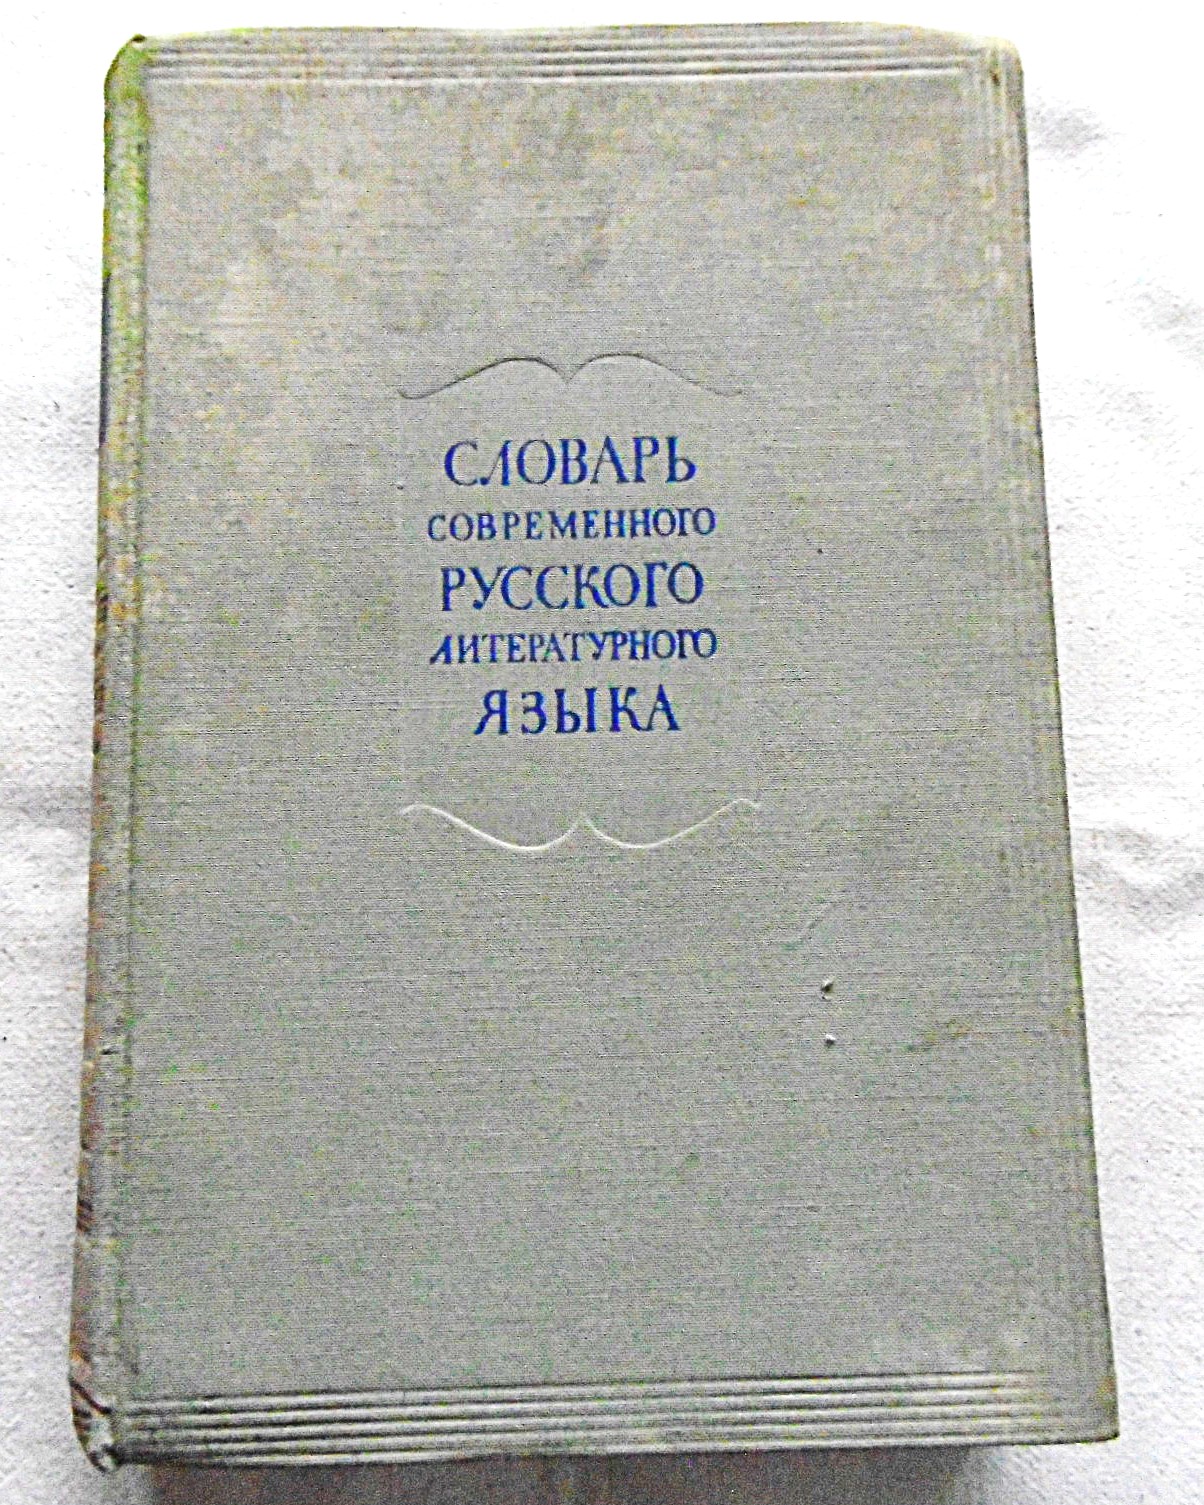 СЛОВАРЬ
СОВРЕМЕННОГО
РУССКОГО
ЛИТЕРАТУРНОГО
ЯЗЫКА